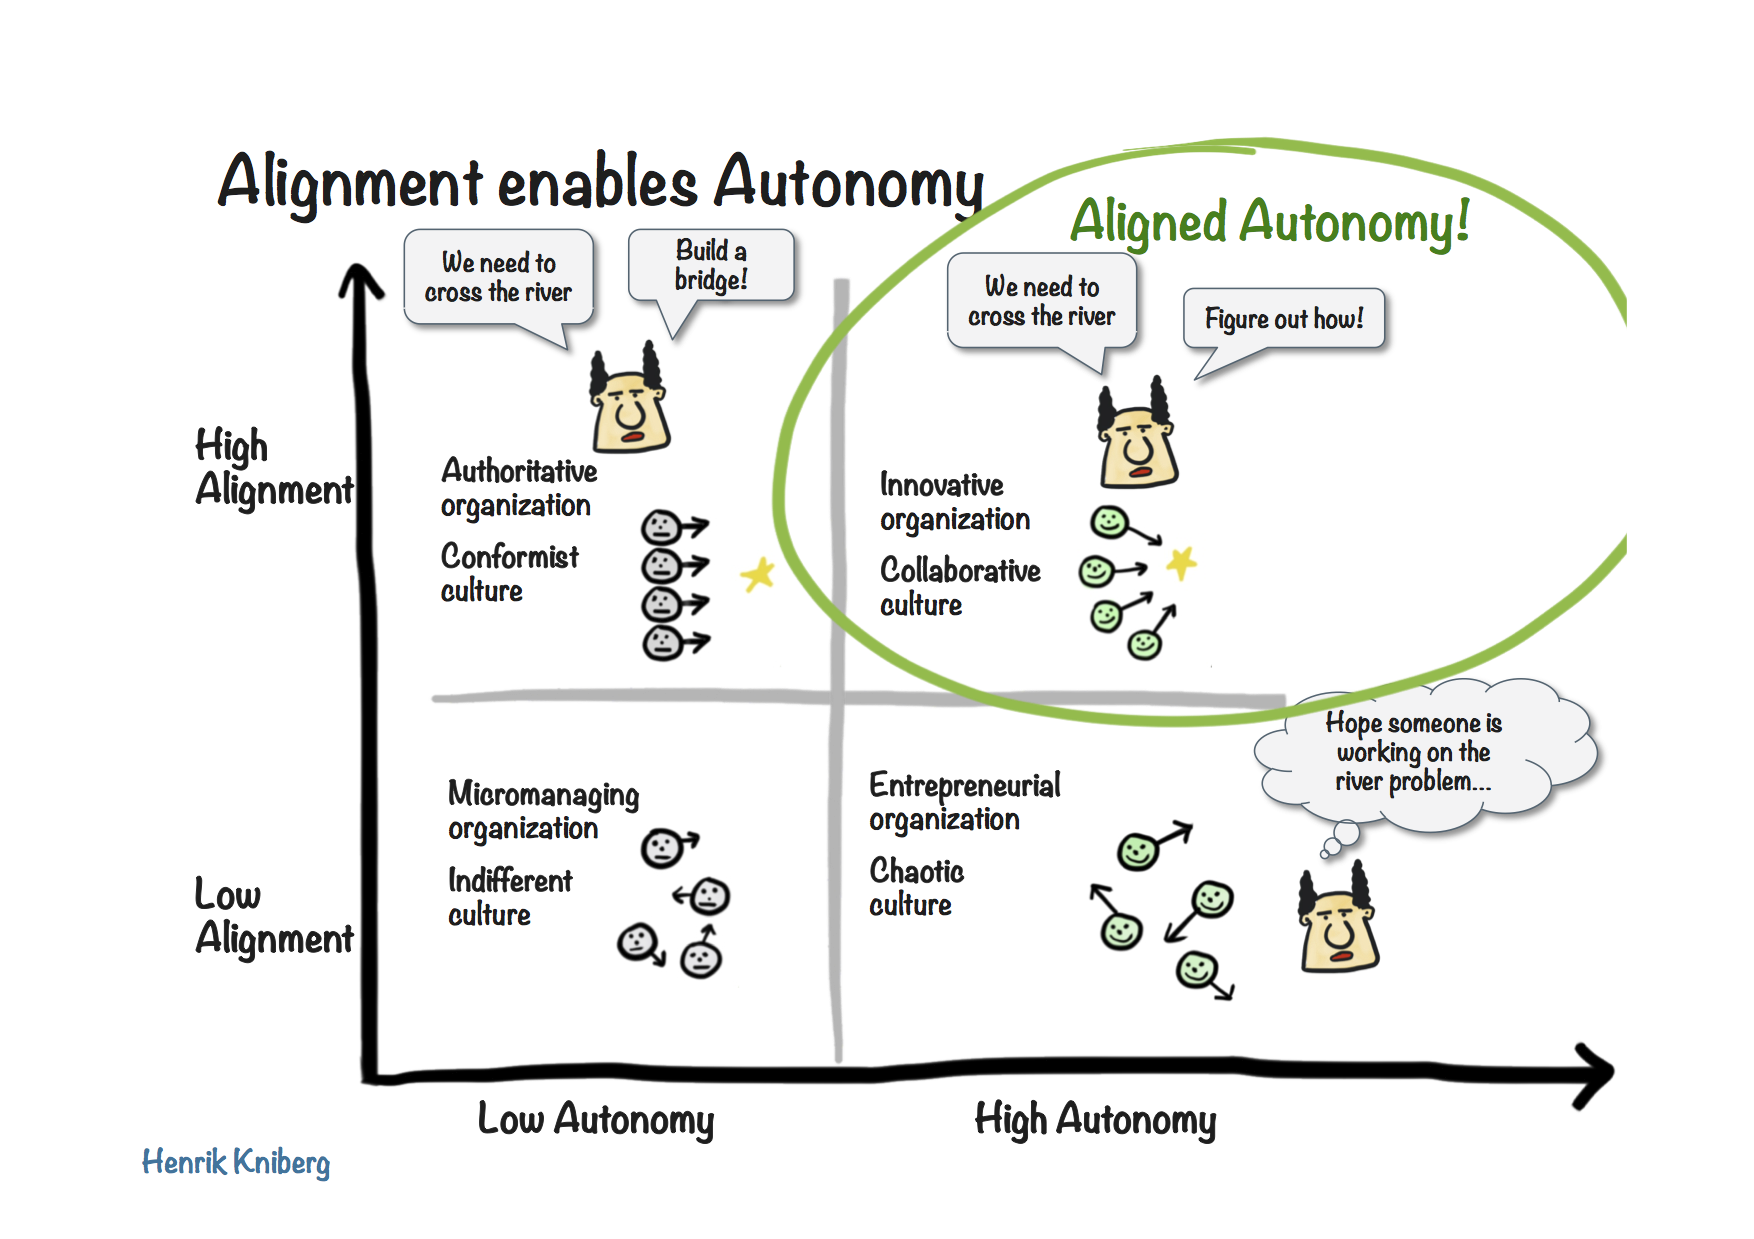 Alignment enables Autonomy
Aligned Autonomy!
We need to
cross the river
Build a
bridge!
We need to
cross the river
Figure out how!
High
Alignment
Authoritative
organization
Conformist
culture
Innovative
organization
Collaborative
culture
Hope someone is
working on the
river problem...
Low
Alignment
Micromanaging
organization
Indifferent
culture
Entrepreneurial
organization
Chaotic
culture
Low Autonomy
High Autonomy
Henrik Kniberg